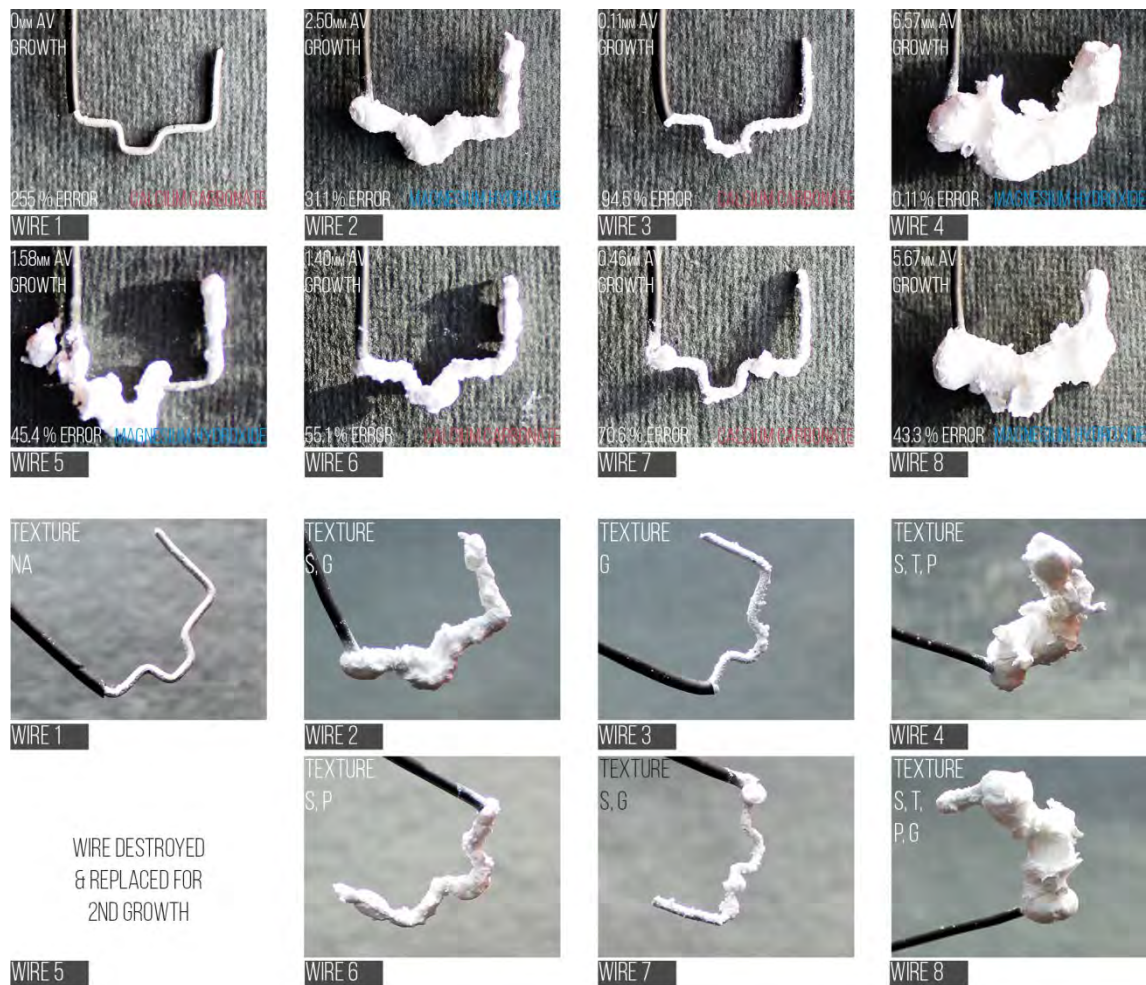 0MM AV
GROWTH
255 % ERROR
CALCIUM CARBONATE
WIRE 1
2.50MM AV
GROWTH
31.1 % ERROR
MAGNESIUM HYDROXIDE
WIRE 2
0.11MM AV
GROWTH
94.6 % ERROR
CALCIUM CARBONATE
WIRE 3
6.57MM AV
GROWTH
0.11 % ERROR
MAGNESIUM HYDROXIDE
WIRE 4
1.58MM AV
GROWTH
45.4 % ERROR
MAGNESIUM HYDROXIDE
WIRE 5
1.40MM AV
GROWTH
55.1 % ERROR
CALCIUM CARBONATE
WIRE 6
0.46MM AV
GROWTH
70.6 % ERROR
CALCIUM CARBONATE
WIRE 7
5.67MM AV
GROWTH
43.3 % ERROR
MAGNESIUM HYDROXIDE
WIRE 8
TEXTURE
NA
WIRE 1
TEXTURE
S, G
WIRE 2
TEXTURE
G
WIRE 3
TEXTURE
S, T, P
WIRE 4
WIRE DESTROYED
& REPLACED FOR
2ND GROWTH
WIRE 5
TEXTURE
S, P
WIRE 6
TEXTURE
S, G
WIRE 7
TEXTURE
S, T,
P, G
WIRE 8